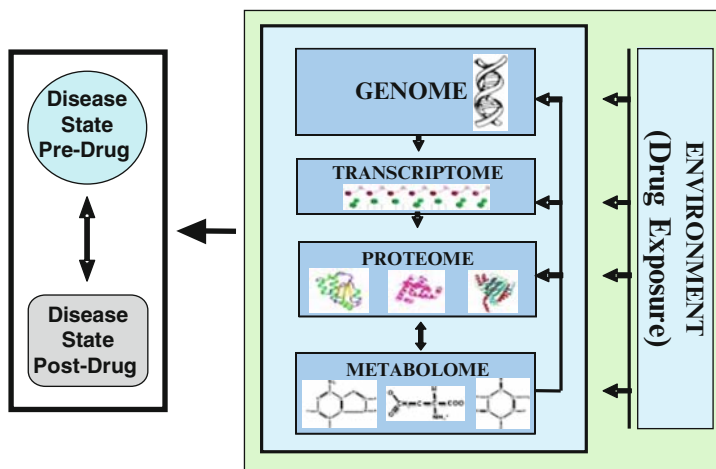 Disease
State
Pre-Drug
Disease
State
Post-Drug
GENOME
TRANSCRIPTOME
PROTEOME
METABOLOME
ENVIRONMENT
(Drug Exposure)